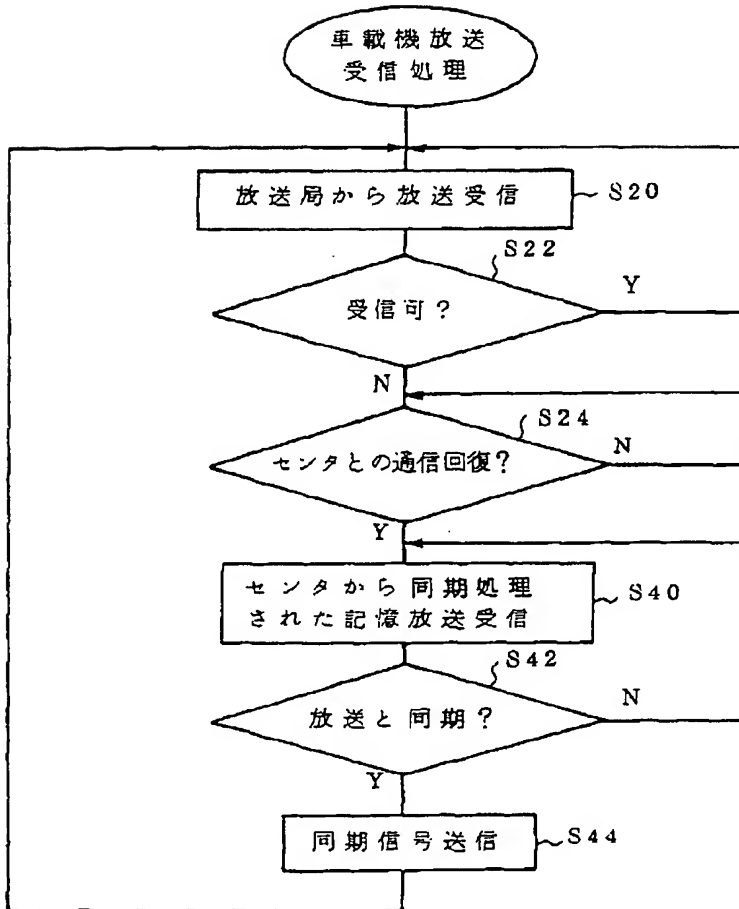 車載機放送
受信処理
放送局から放送受信
S20
S22
受信可?
Y
N
S24
センタとの通信回復?
N
Y
センタから同期処理
された記憶放送受信
S40
S42
放送と同期?
N
Y
同期信号送信
S44